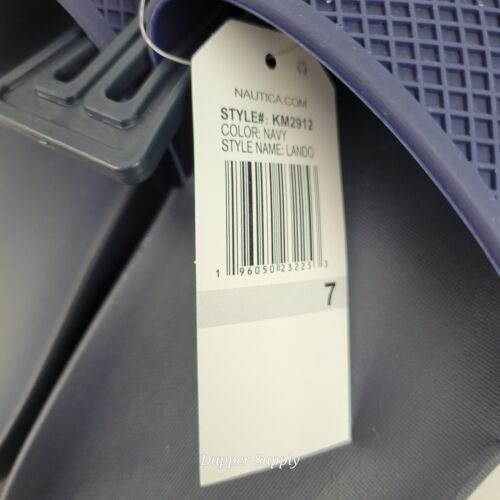 NAUTICA.COM
STYLE#: KM2912
COLOR: NAVY
STYLE NAME: LANDO
1 96050 23225 3
7
Dapper Supply